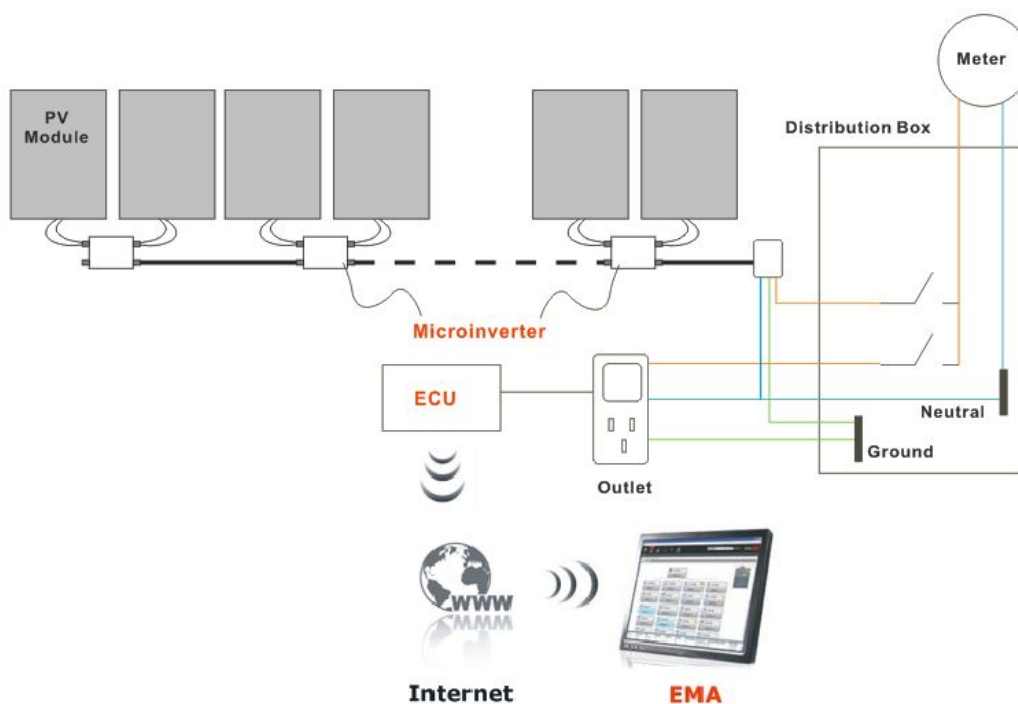 Meter
PV
Module
Distribution Box
Microinverter
ECU
Neutral
Ground
Outlet
WWW
Internet
EMA